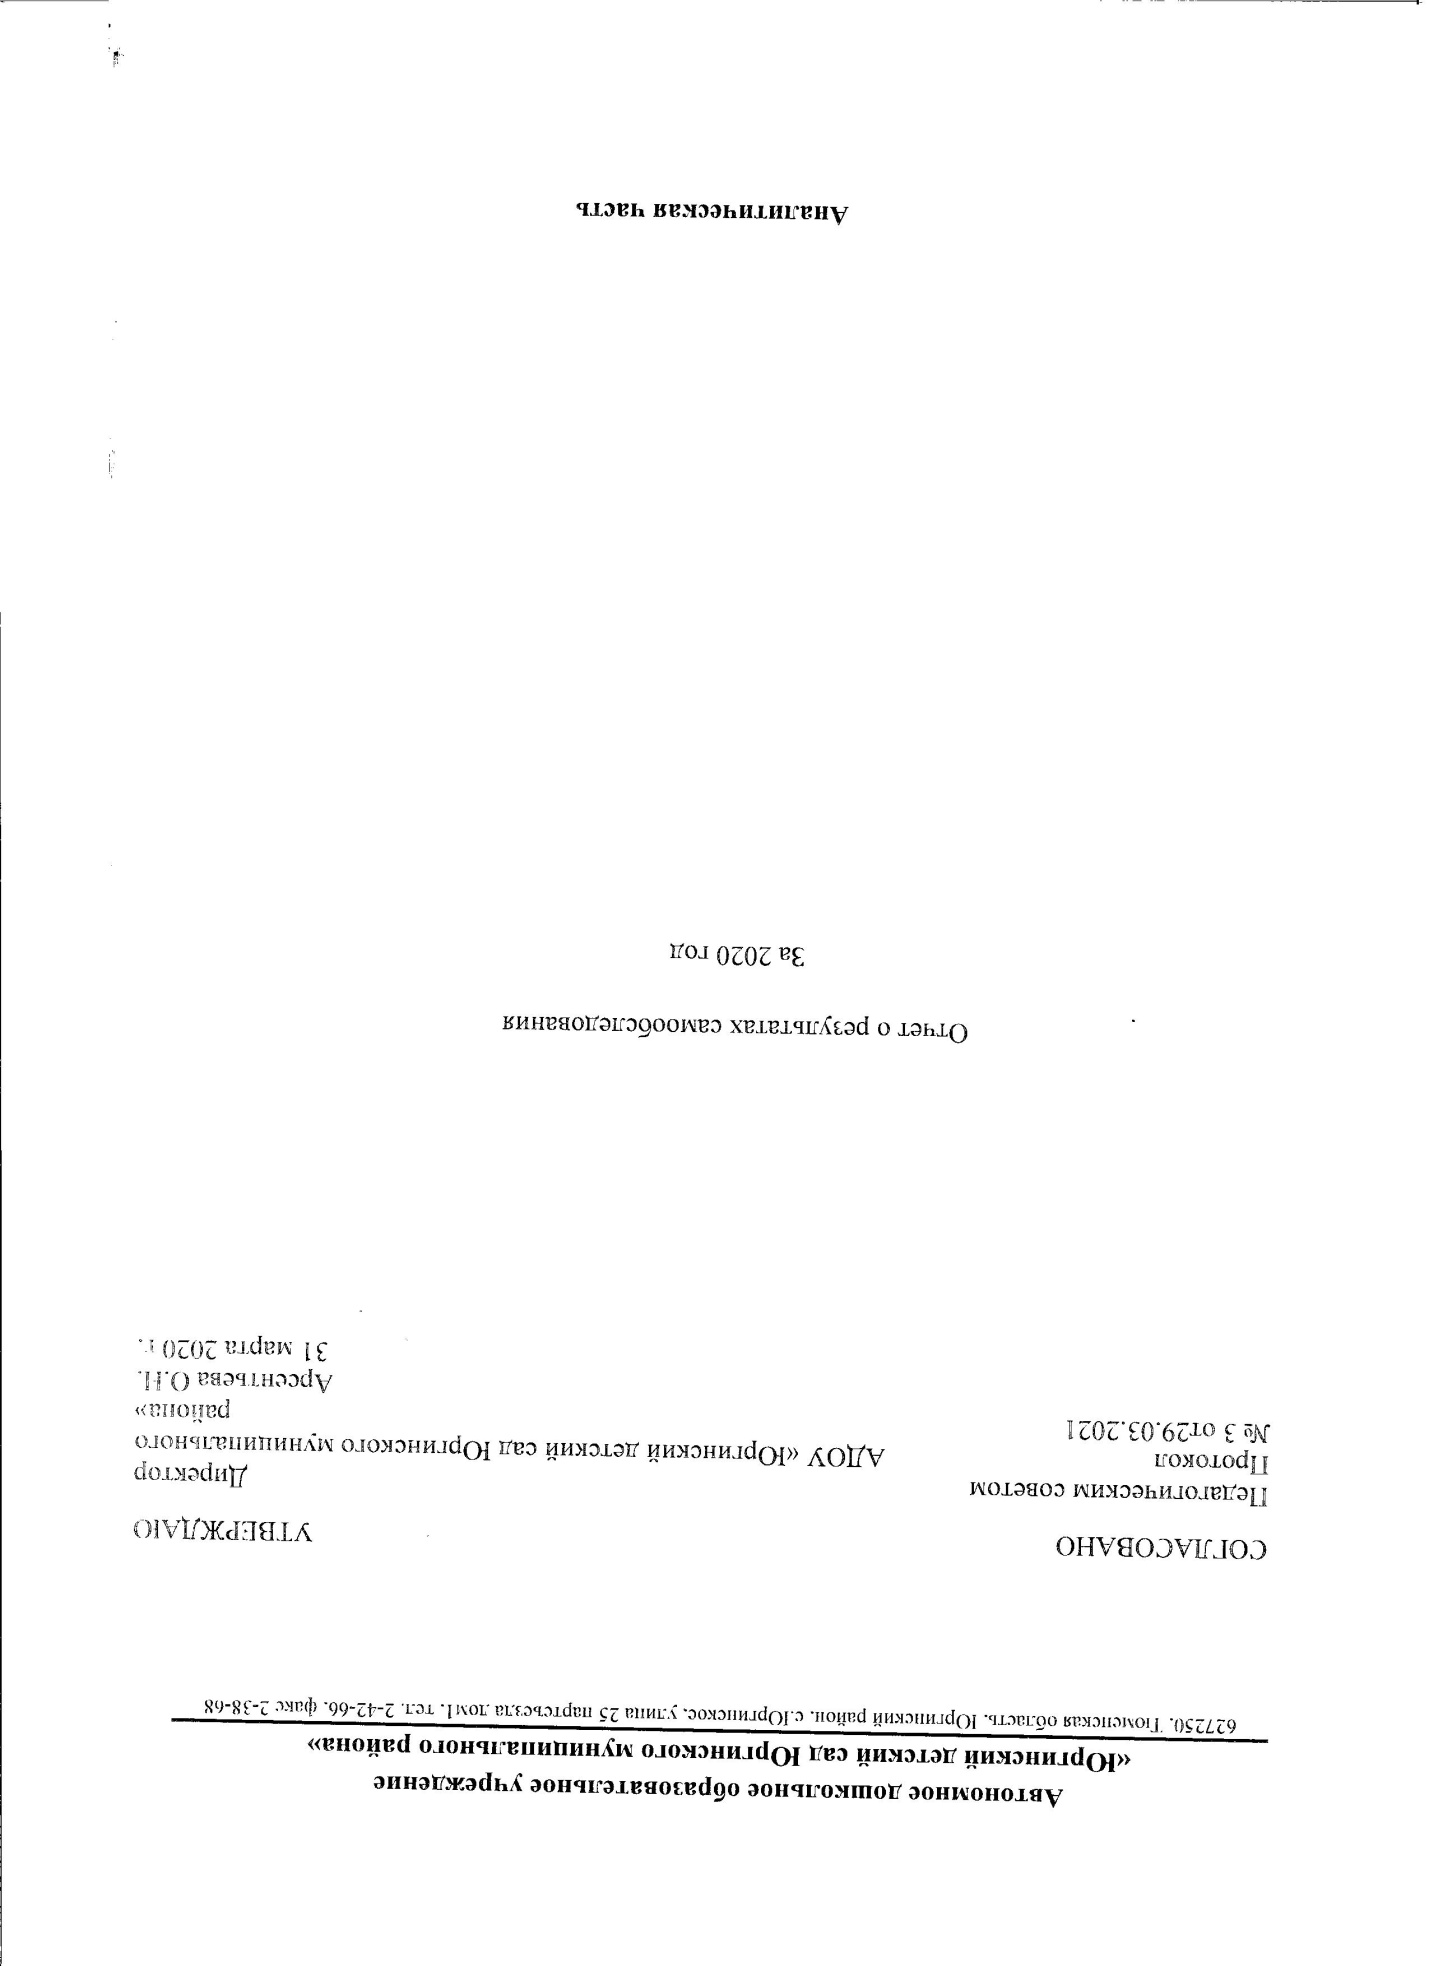 Автономное дошкольное образовательное учреждение
«Юргинский детский сад Юргинского муниципального района»
627250, Тюменская область, Юргинский район, с.Юргинское, улица 25 партсъезда дом1. тел. 2-42-66, факс 2-38-68
СОГЛАСОВАНО
Педагогическим советом
Протокол
№ 3 от29.03.2021
УТВЕРЖДАЮ
Директор
АДОУ «Юргинский детский сад Юргинского муниципального
района»
Арсентьева О.Н.
31 марта 2020 г.
Отчет о результатах самообследования
За 2020 год
Аналитическая часть